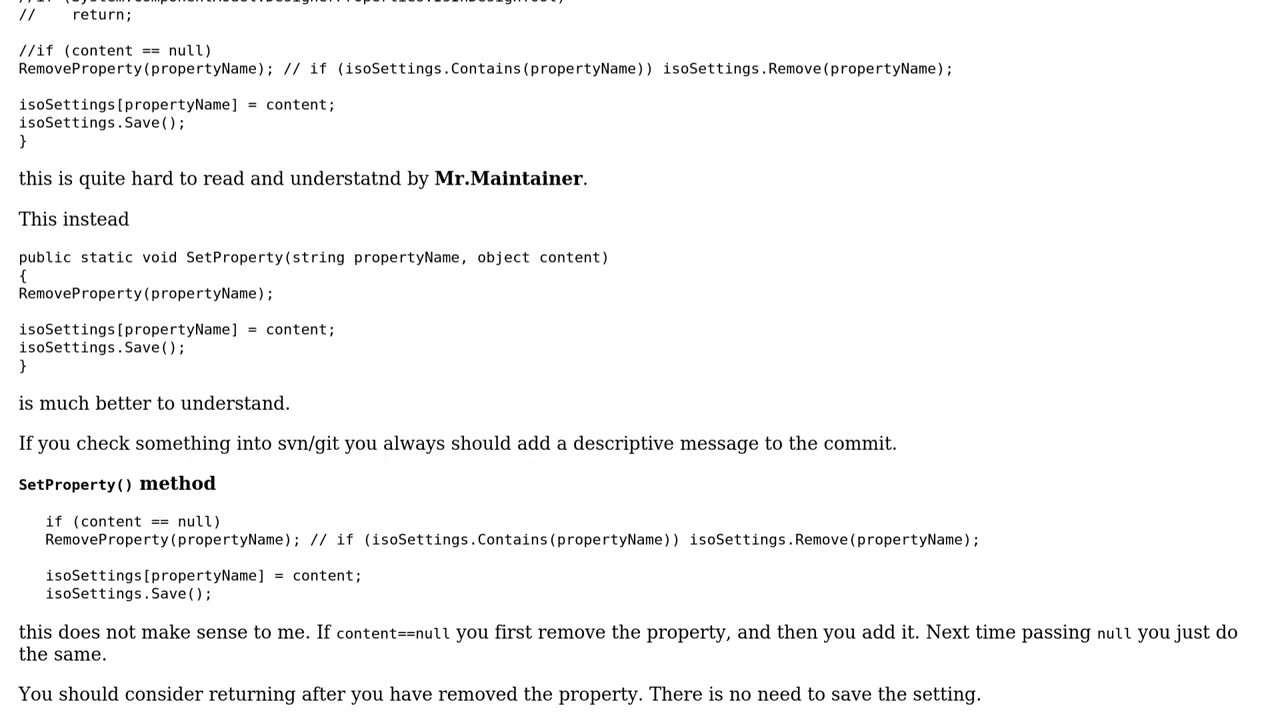 //    return;
//if (content == null)
RemoveProperty(propertyName); // if (isoSettings.Contains(propertyName)) isoSettings.Remove(propertyName);
isoSettings[propertyName] = content;
isoSettings.Save();
}
this is quite hard to read and understatnd by Mr.Maintainer.
This instead
public static void SetProperty(string propertyName, object content)
{
RemoveProperty(propertyName);
isoSettings[propertyName] = content;
isoSettings.Save();
}
is much better to understand.
If you check something into svn/git you always should add a descriptive message to the commit.
SetProperty() method
if (content == null)
RemoveProperty(propertyName); // if (isoSettings.Contains(propertyName)) isoSettings.Remove(propertyName);
isoSettings[propertyName] = content;
isoSettings.Save();
this does not make sense to me. If content==null you first remove the property, and then you add it. Next time passing null you just do
the same.
You should consider returning after you have removed the property. There is no need to save the setting.